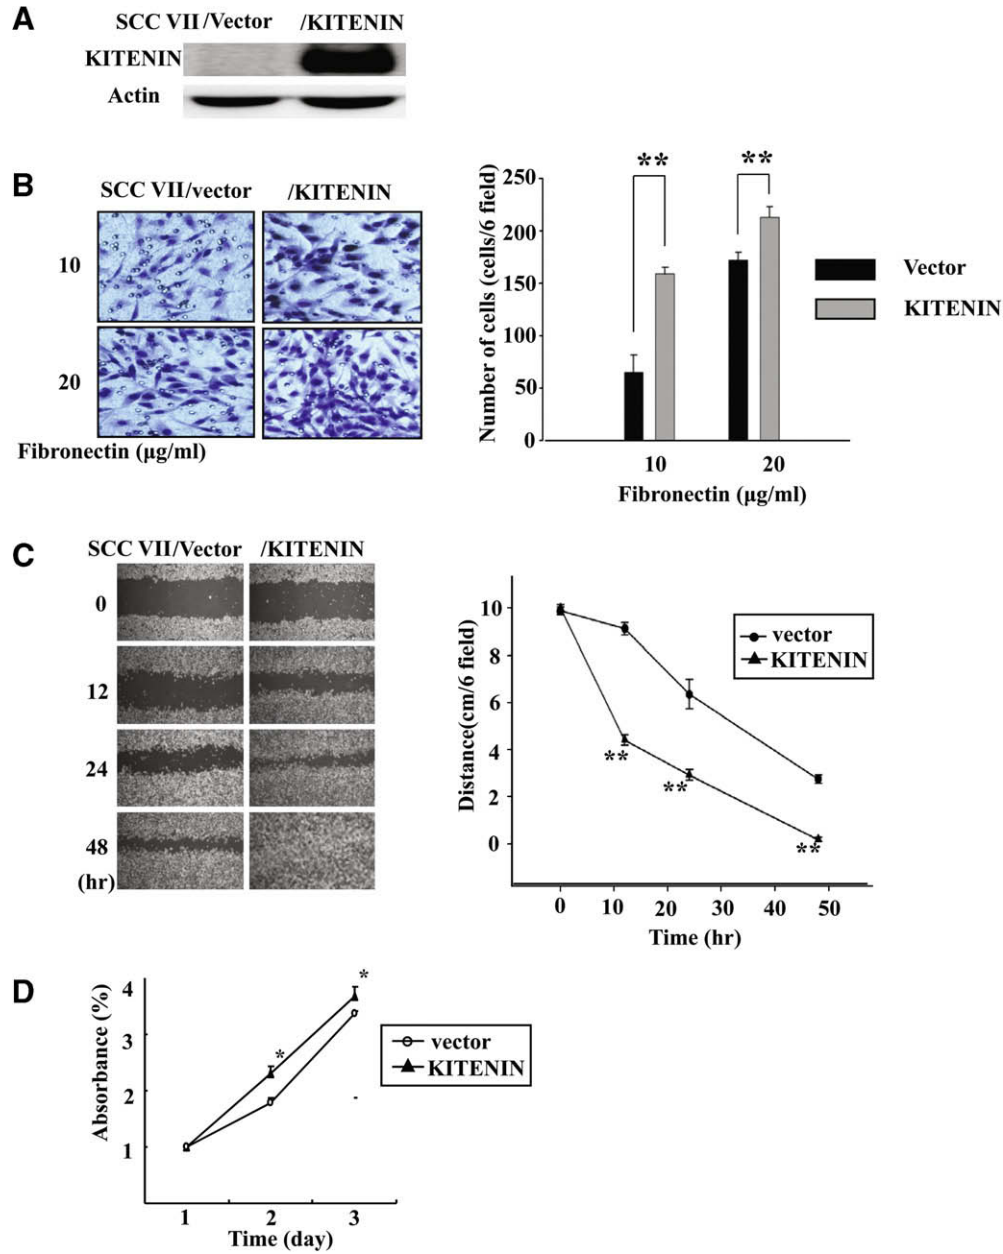 A
SCC VII/Vector /KITENIN
KITENIN
Actin
B
SCC VII/vector /KITENIN
10
20
Fibronectin (μg/ml)
Number of cells (cells/6 field)
250
200
150
100
50
0
** **
10 20
Fibronectin (μg/ml)
Vector
KITENIN
C
SCC VII/Vector /KITENIN
0
12
24
48
(hr)
Distance(cm/6 field)
10
8
6
4
2
0
**
**
**
0 10 20 30 40 50
Time (hr)
vector
KITENIN
D
Absorbance (%)
4
3
2
1
*
*
1 2 3
Time (day)
vector
KITENIN